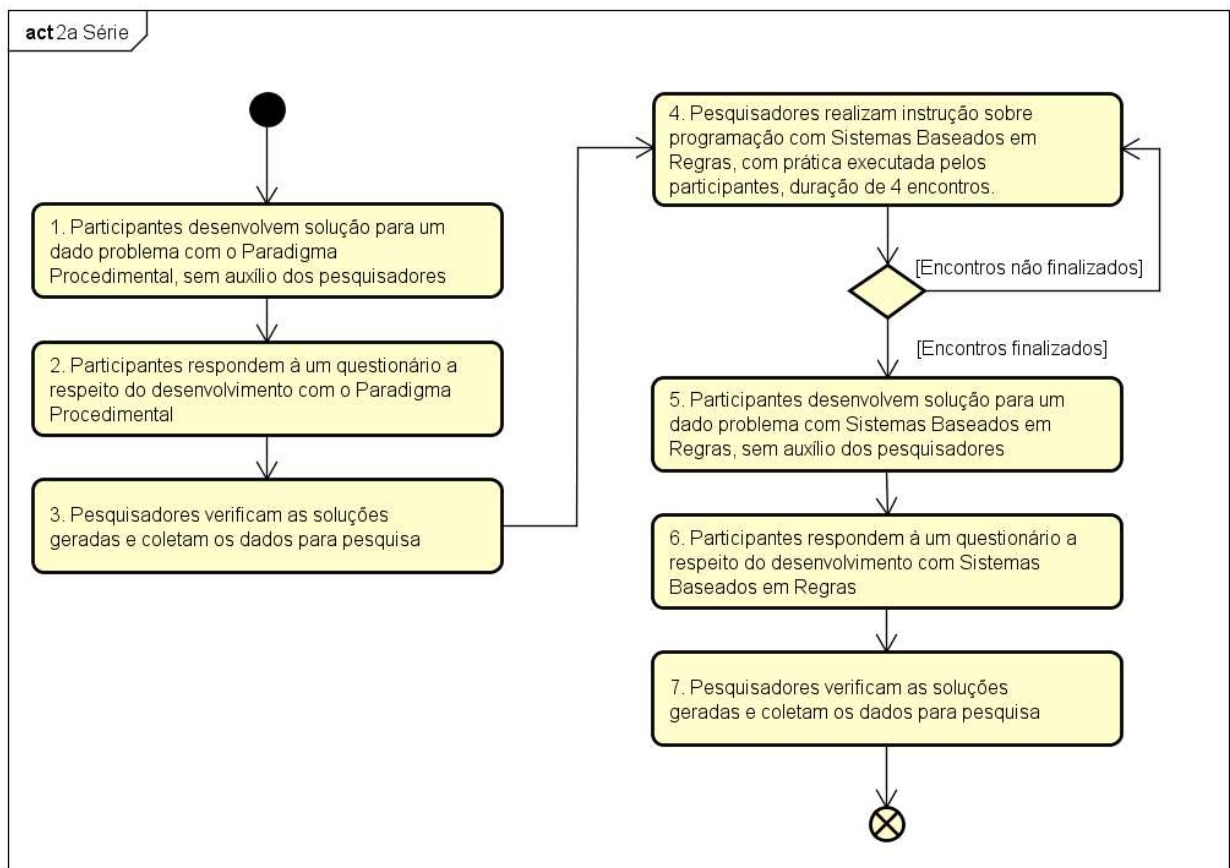 act 2a Série
1. Participantes desenvolvem solução para um
dado problema com o Paradigma
Procedimental, sem auxílio dos pesquisadores
2. Participantes respondem à um questionário a
respeito do desenvolvimento com o Paradigma
Procedimental
3. Pesquisadores verificam as soluções
geradas e coletam os dados para pesquisa
4. Pesquisadores realizam instrução sobre
programação com Sistemas Baseados em
Regras, com prática executada pelos
participantes, duração de 4 encontros.
[Encontros não finalizados]
[Encontros finalizados]
5. Participantes desenvolvem solução para um
dado problema com Sistemas Baseados em
Regras, sem auxílio dos pesquisadores
6. Participantes respondem à um questionário a
respeito do desenvolvimento com Sistemas
Baseados em Regras
7. Pesquisadores verificam as soluções
geradas e coletam os dados para pesquisa